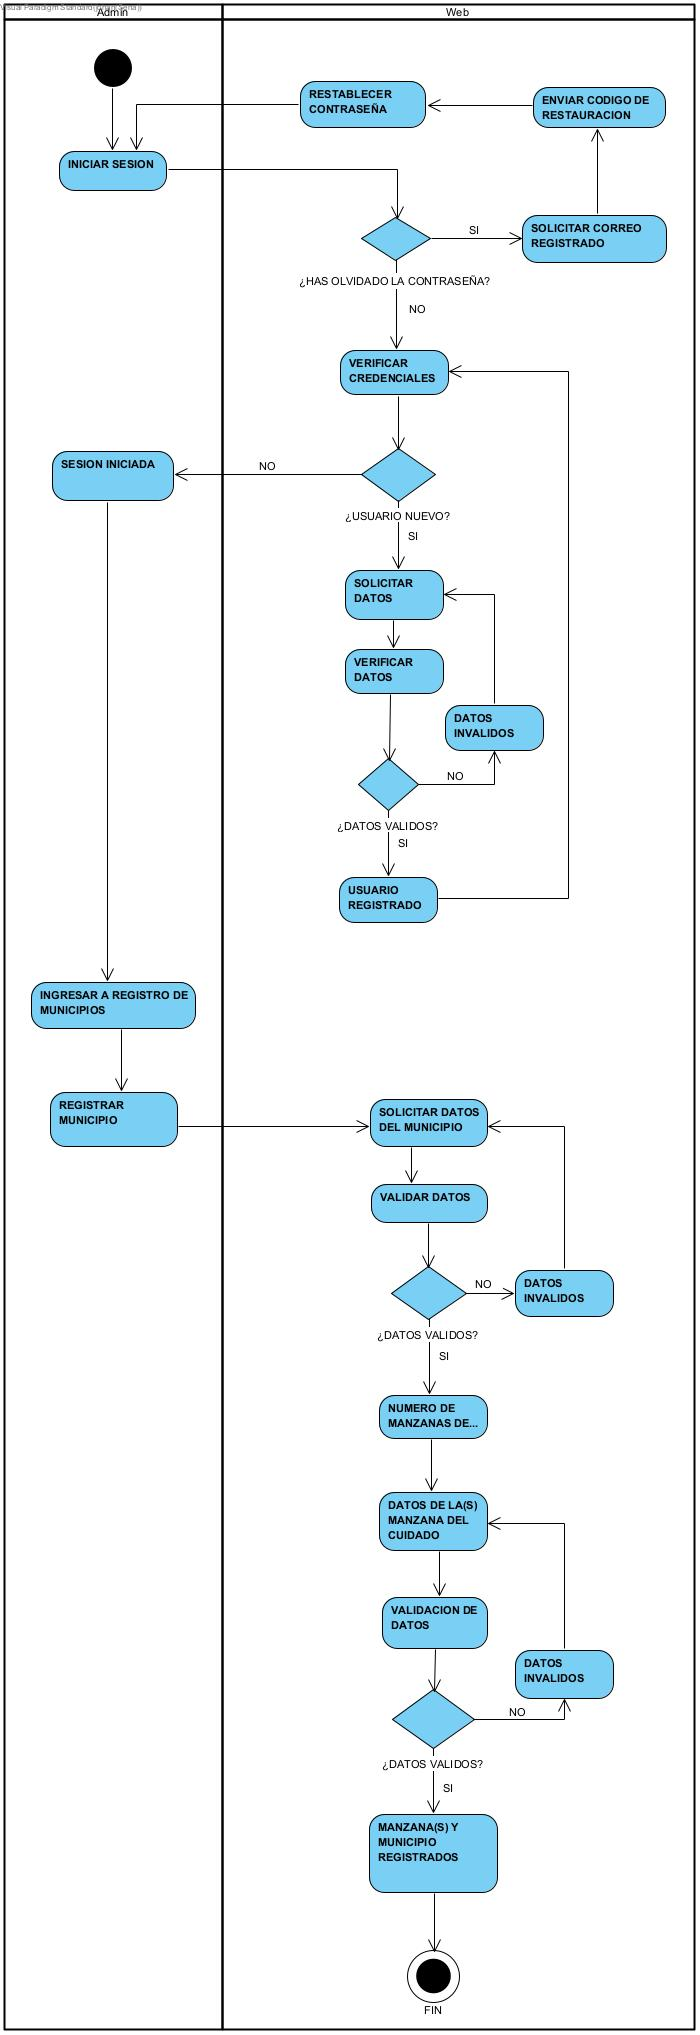 Visual Paradigm Standard
Admin
Web
RESTABLECER
CONTRASEÑA
ENVIAR CODIGO DE
RESTAURACION
INICIAR SESION
SI
SOLICITAR CORREO
REGISTRADO
¿HAS OLVIDADO LA CONTRASEÑA?
NO
VERIFICAR
CREDENCIALES
SESION INICIADA
NO
¿USUARIO NUEVO?
SI
SOLICITAR
DATOS
VERIFICAR
DATOS
DATOS
INVALIDOS
NO
¿DATOS VALIDOS?
SI
USUARIO
REGISTRADO
INGRESAR A REGISTRO DE
MUNICIPIOS
REGISTRAR
MUNICIPIO
SOLICITAR DATOS
DEL MUNICIPIO
VALIDAR DATOS
NO
DATOS
INVALIDOS
¿DATOS VALIDOS?
SI
NUMERO DE
MANZANAS DE...
DATOS DE LA(S)
MANZANA DEL
CUIDADO
VALIDACION DE
DATOS
DATOS
INVALIDOS
NO
¿DATOS VALIDOS?
SI
MANZANA(S) Y
MUNICIPIO
REGISTRADOS
FIN